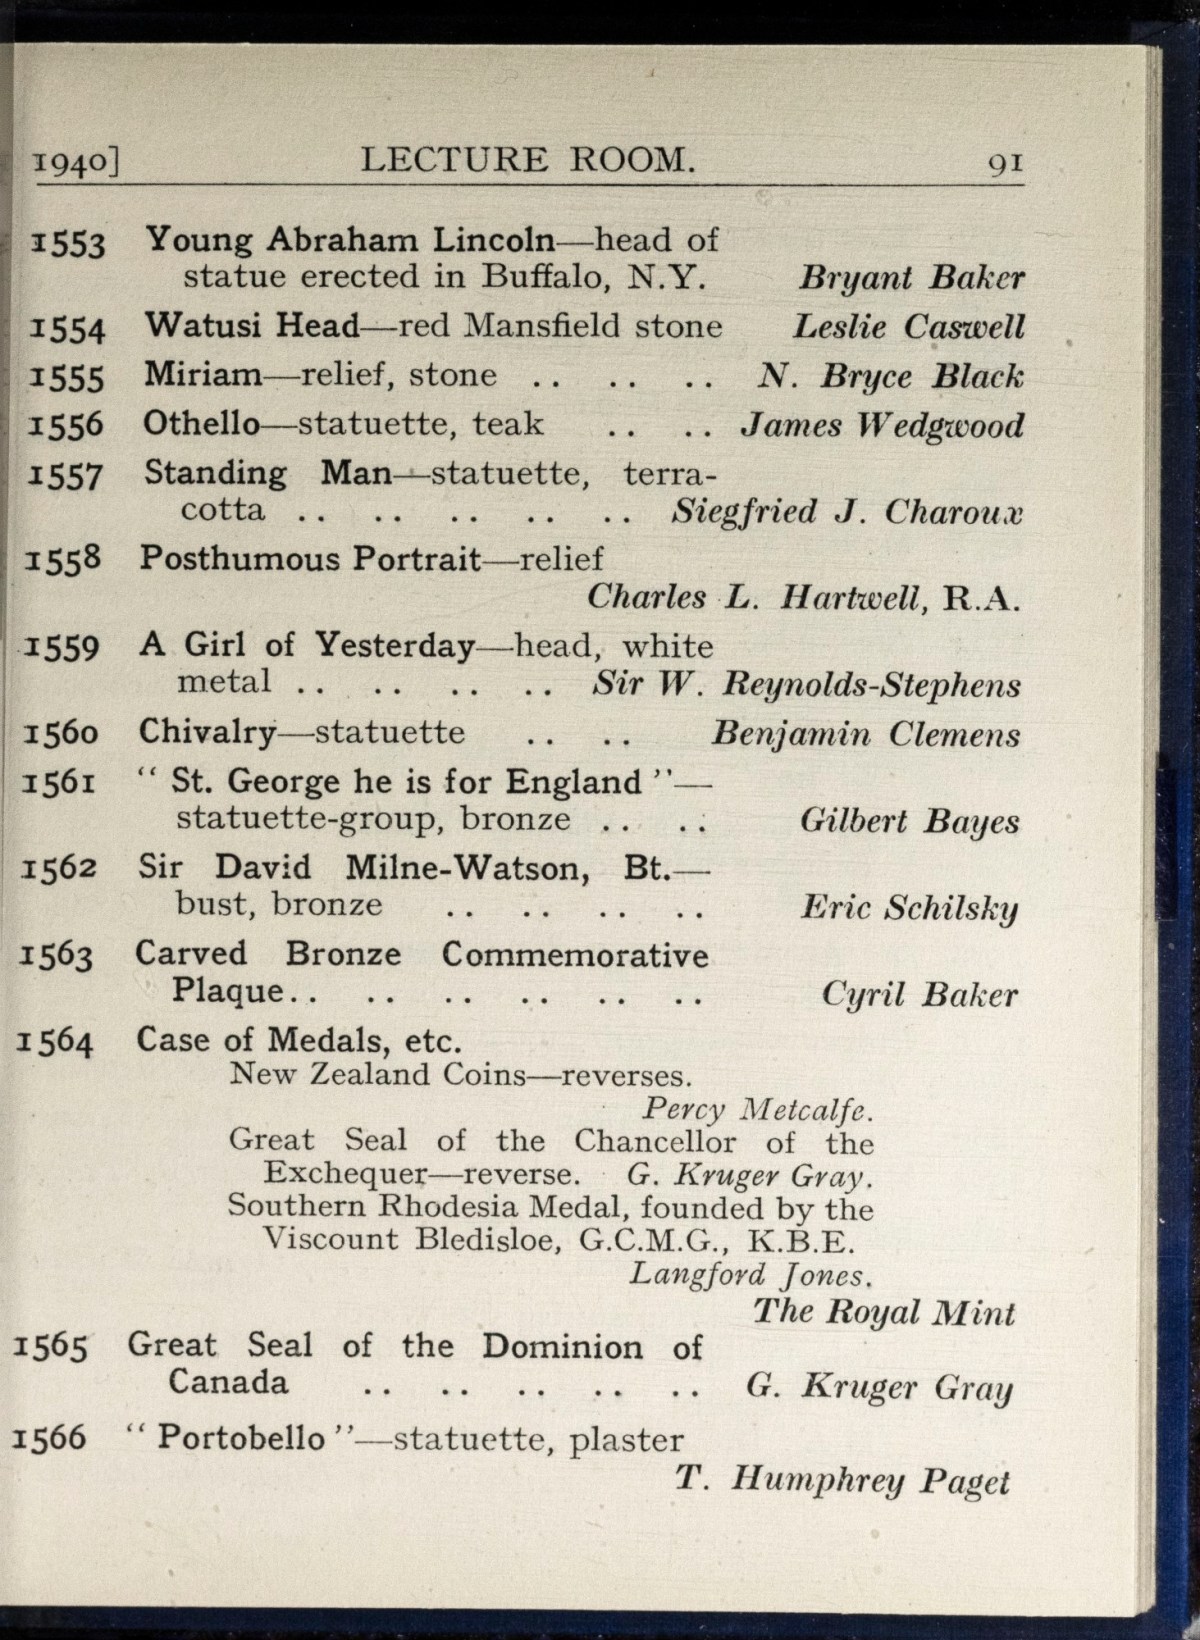 1940] LECTURE ROOM. 91
1553 Young Abraham Lincoln—head of
statue erected in Buffalo, N.Y. Bryant Baker
1554 Watusi Head—red Mansfield stone Leslie Caswell
1555 Miriam—relief, stone .. .. .. N. Bryce Black
1556 Othello—statuette, teak .. .. James Wedgwood
1557 Standing Man—statuette, terra-
cotta .. .. .. .. .. Siegfried J. Charoux
1558 Posthumous Portrait—relief
Charles L. Hartwell, R.A.
1559 A Girl of Yesterday—head, white
metal .. .. .. .. Sir W. Reynolds-Stephens
1560 Chivalry—statuette .. .. Benjamin Clemens
1561 “ St. George he is for England ”—
statuette-group, bronze .. .. Gilbert Bayes
1562 Sir David Milne-Watson, Bt.—
bust, bronze .. .. .. .. Eric Schilsky
1563 Carved Bronze Commemorative
Plaque.. .. .. .. .. .. Cyril Baker
1564 Case of Medals, etc.
New Zealand Coins—reverses.
Percy Metcalfe.
Great Seal of the Chancellor of the
Exchequer—reverse. G. Kruger Gray.
Southern Rhodesia Medal, founded by the
Viscount Bledisloe, G.C.M.G., K.B.E.
Langford Jones.
The Royal Mint
1565 Great Seal of the Dominion of
Canada .. .. .. .. .. G. Kruger Gray
1566 “ Portobello ”—statuette, plaster
T. Humphrey Paget